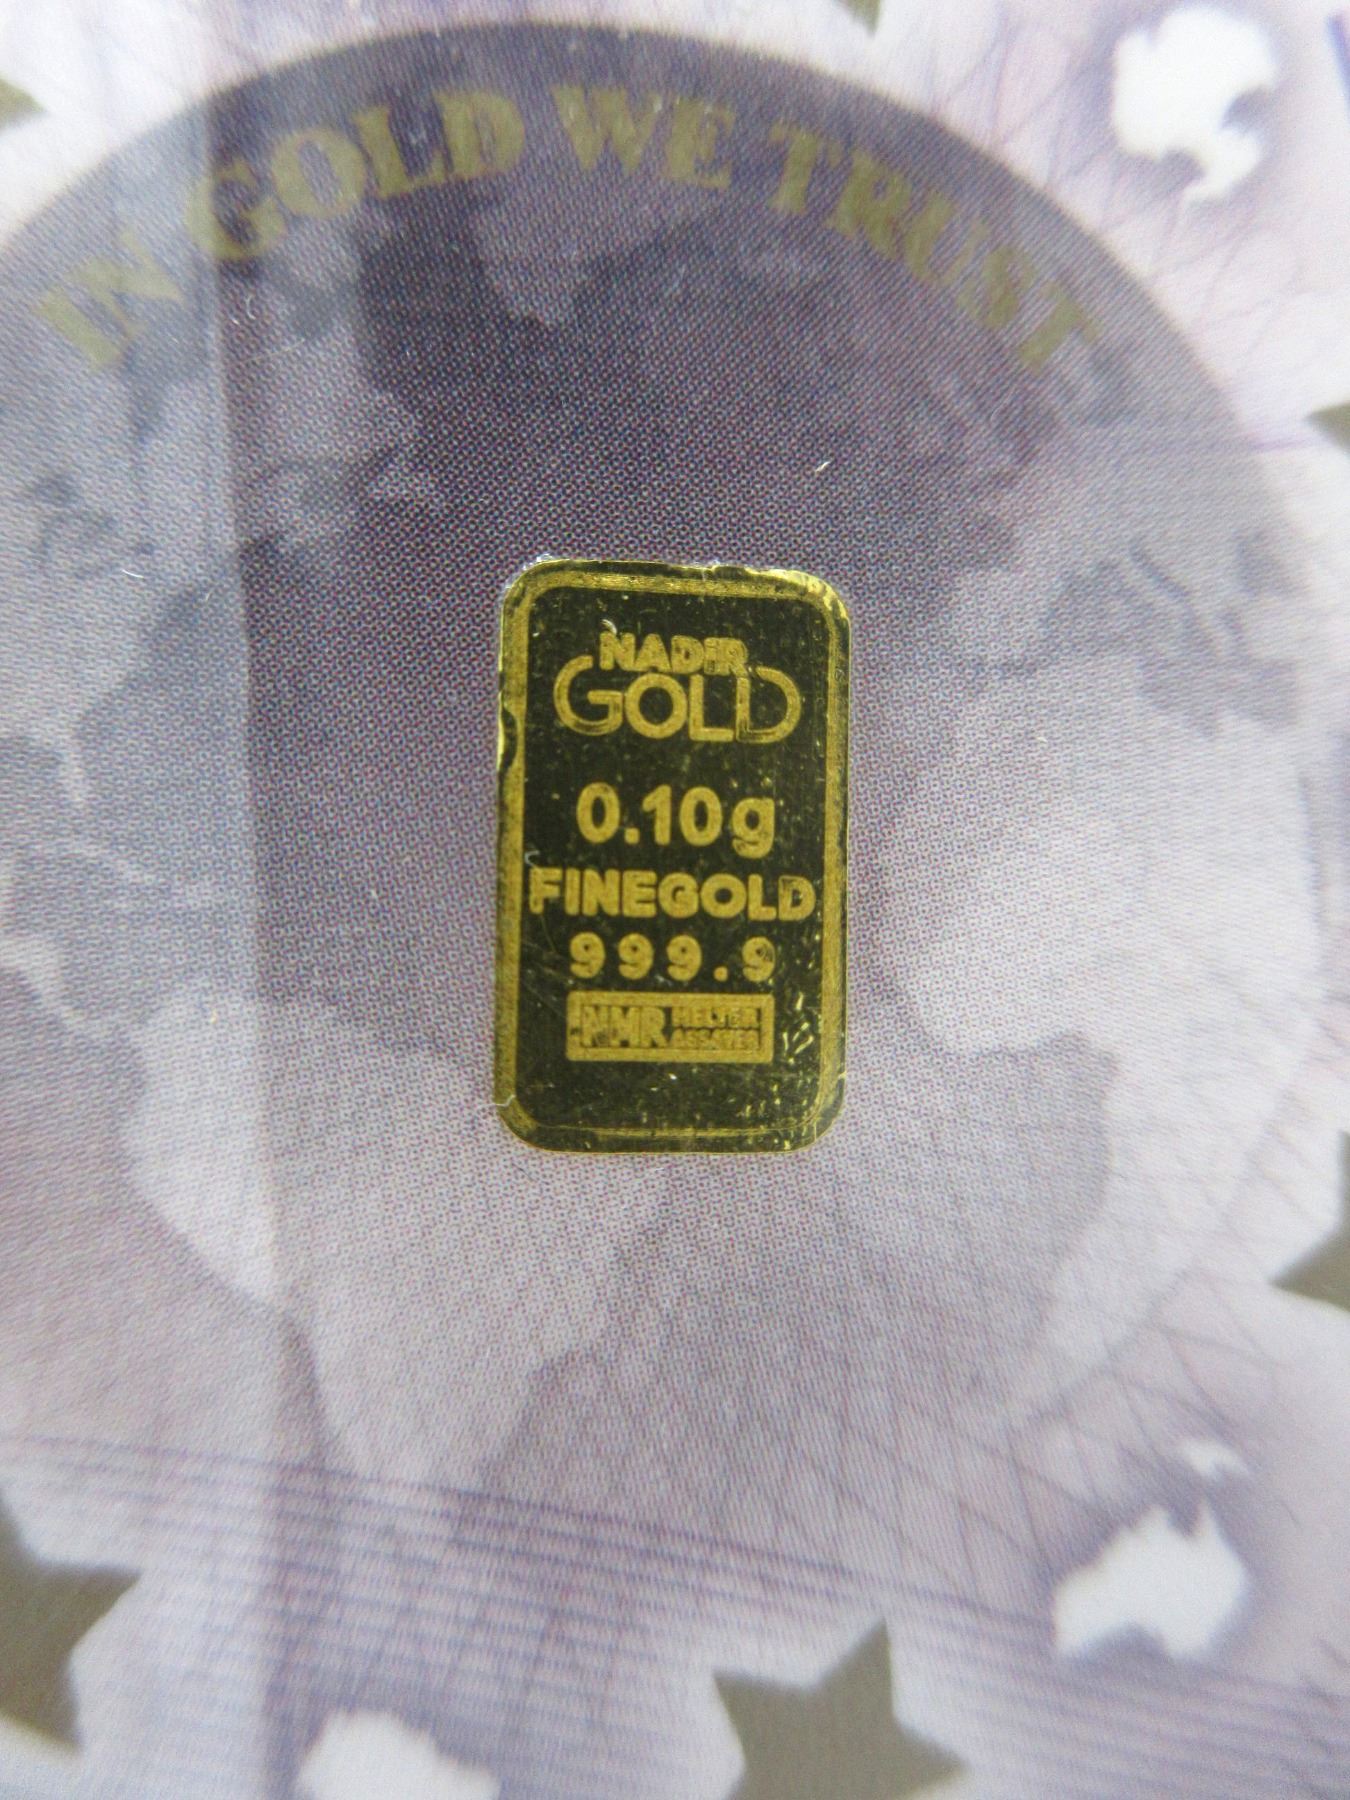 IN GOLD WE TRUST
NADiR
GOLD
0.10g
FINEGOLD
999.9
NMR MELTER
ASSAYER